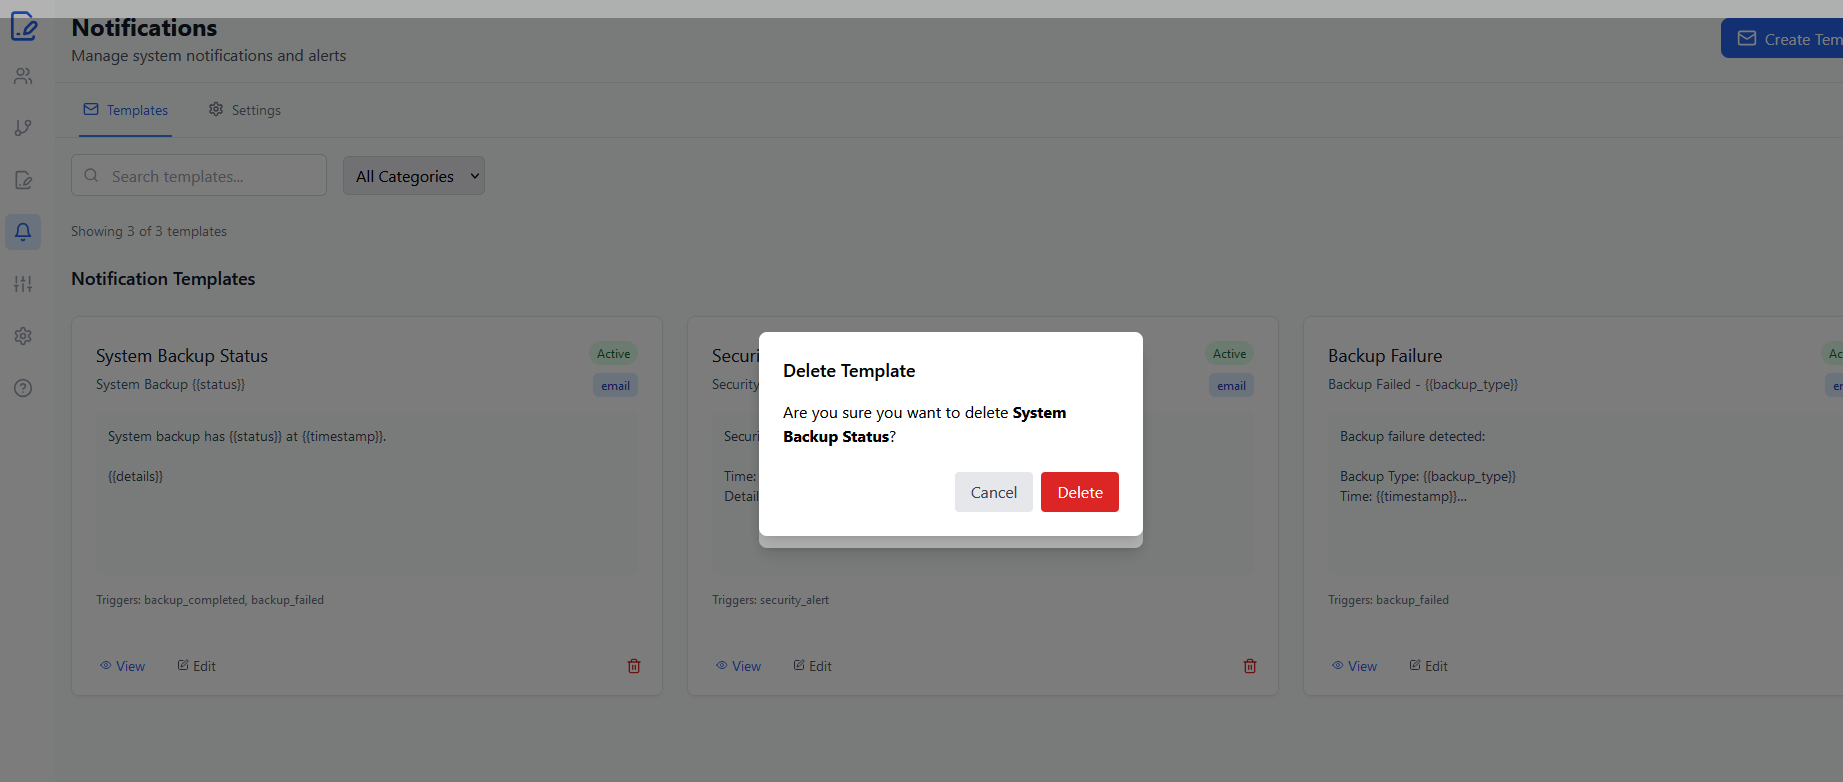 Notifications
Manage system notifications and alerts
Create Tem
Templates
Settings
Search templates...
All Categories
Showing 3 of 3 templates
Notification Templates
System Backup Status
Active
System Backup {{status}}
email
System backup has {{status}} at {{timestamp}}.
{{details}}
Triggers: backup_completed, backup_failed
View
Edit
Securi
Active
Security
email
Securi
Time:
Detail
Triggers: security_alert
View
Edit
Backup Failure
Ac
Backup Failed - {{backup_type}}
em
Backup failure detected:
Backup Type: {{backup_type}}
Time: {{timestamp}}...
Triggers: backup_failed
View
Edit
Delete Template
Are you sure you want to delete System
Backup Status?
Cancel
Delete